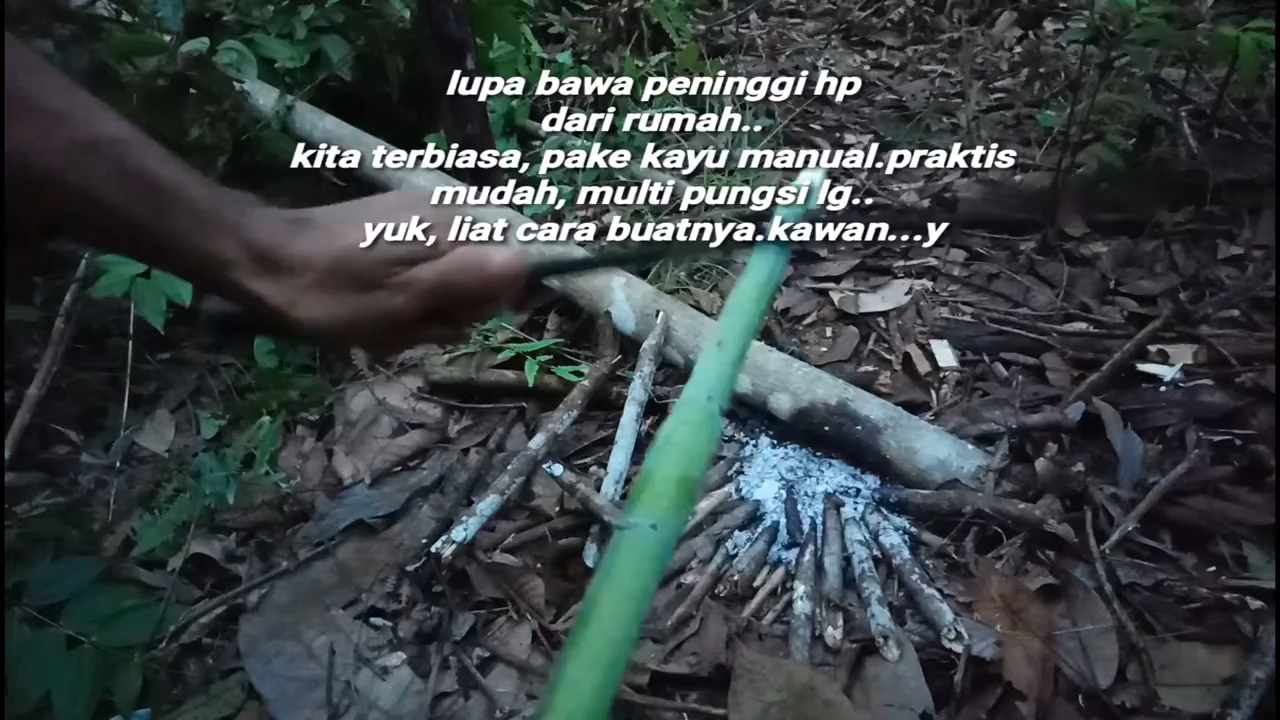 lupa bawa peninggi hp
dari rumah..
kita terbiasa, pake kayu manual.praktis
mudah, multi pungsi lg..
yuk, liat cara buatnya.kawan...y